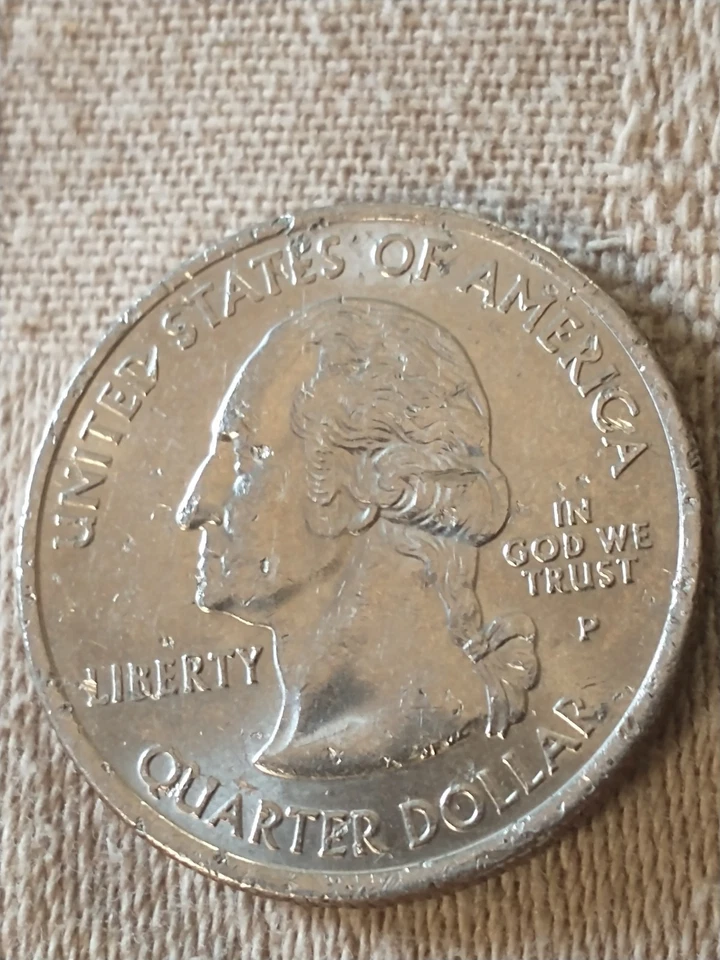 UNITED STATES OF AMERICA
LIBERTY
IN
GOD WE
TRUST
P
QUARTER DOLLAR